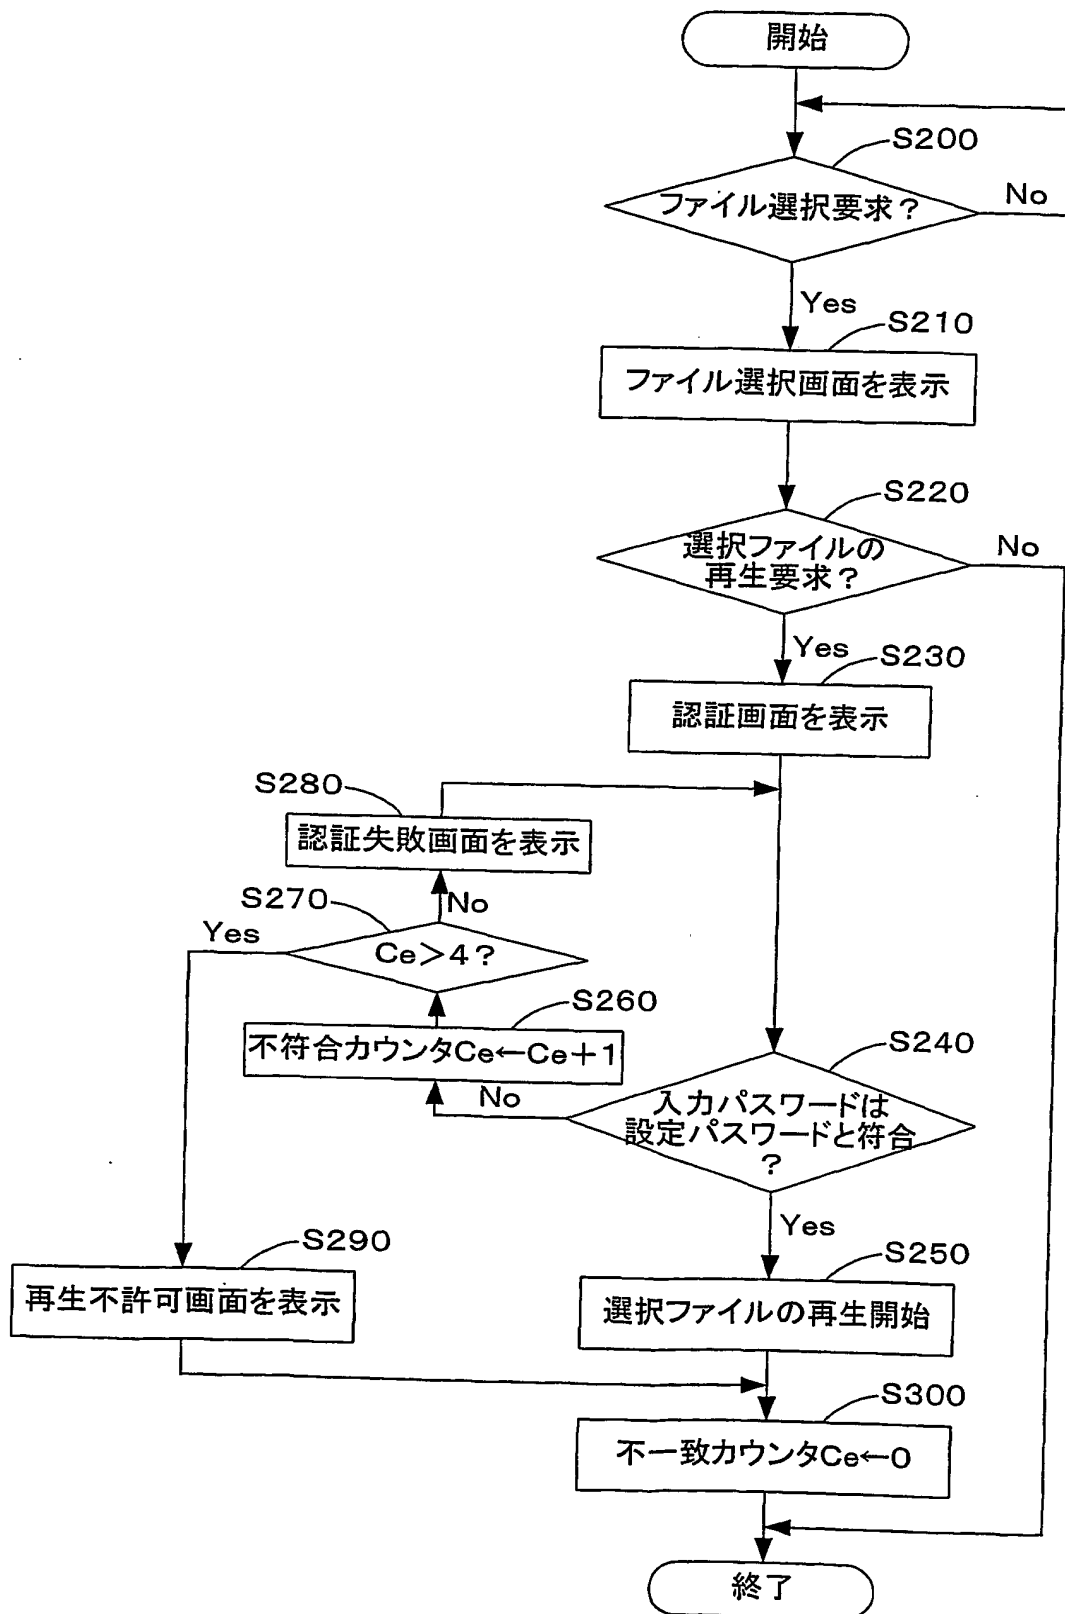 開始
S200
ファイル選択要求？
No
Yes
S210
ファイル選択画面を表示
S220
選択ファイルの
再生要求？
No
Yes
S230
認証画面を表示
S280
認証失敗画面を表示
S270
No
Yes
Ce>4？
S260
不符合カウンタCe←Ce+1
S240
No
入力パスワードは
設定パスワードと符合
？
Yes
S290
S250
再生不許可画面を表示
選択ファイルの再生開始
S300
不一致カウンタCe←0
終了